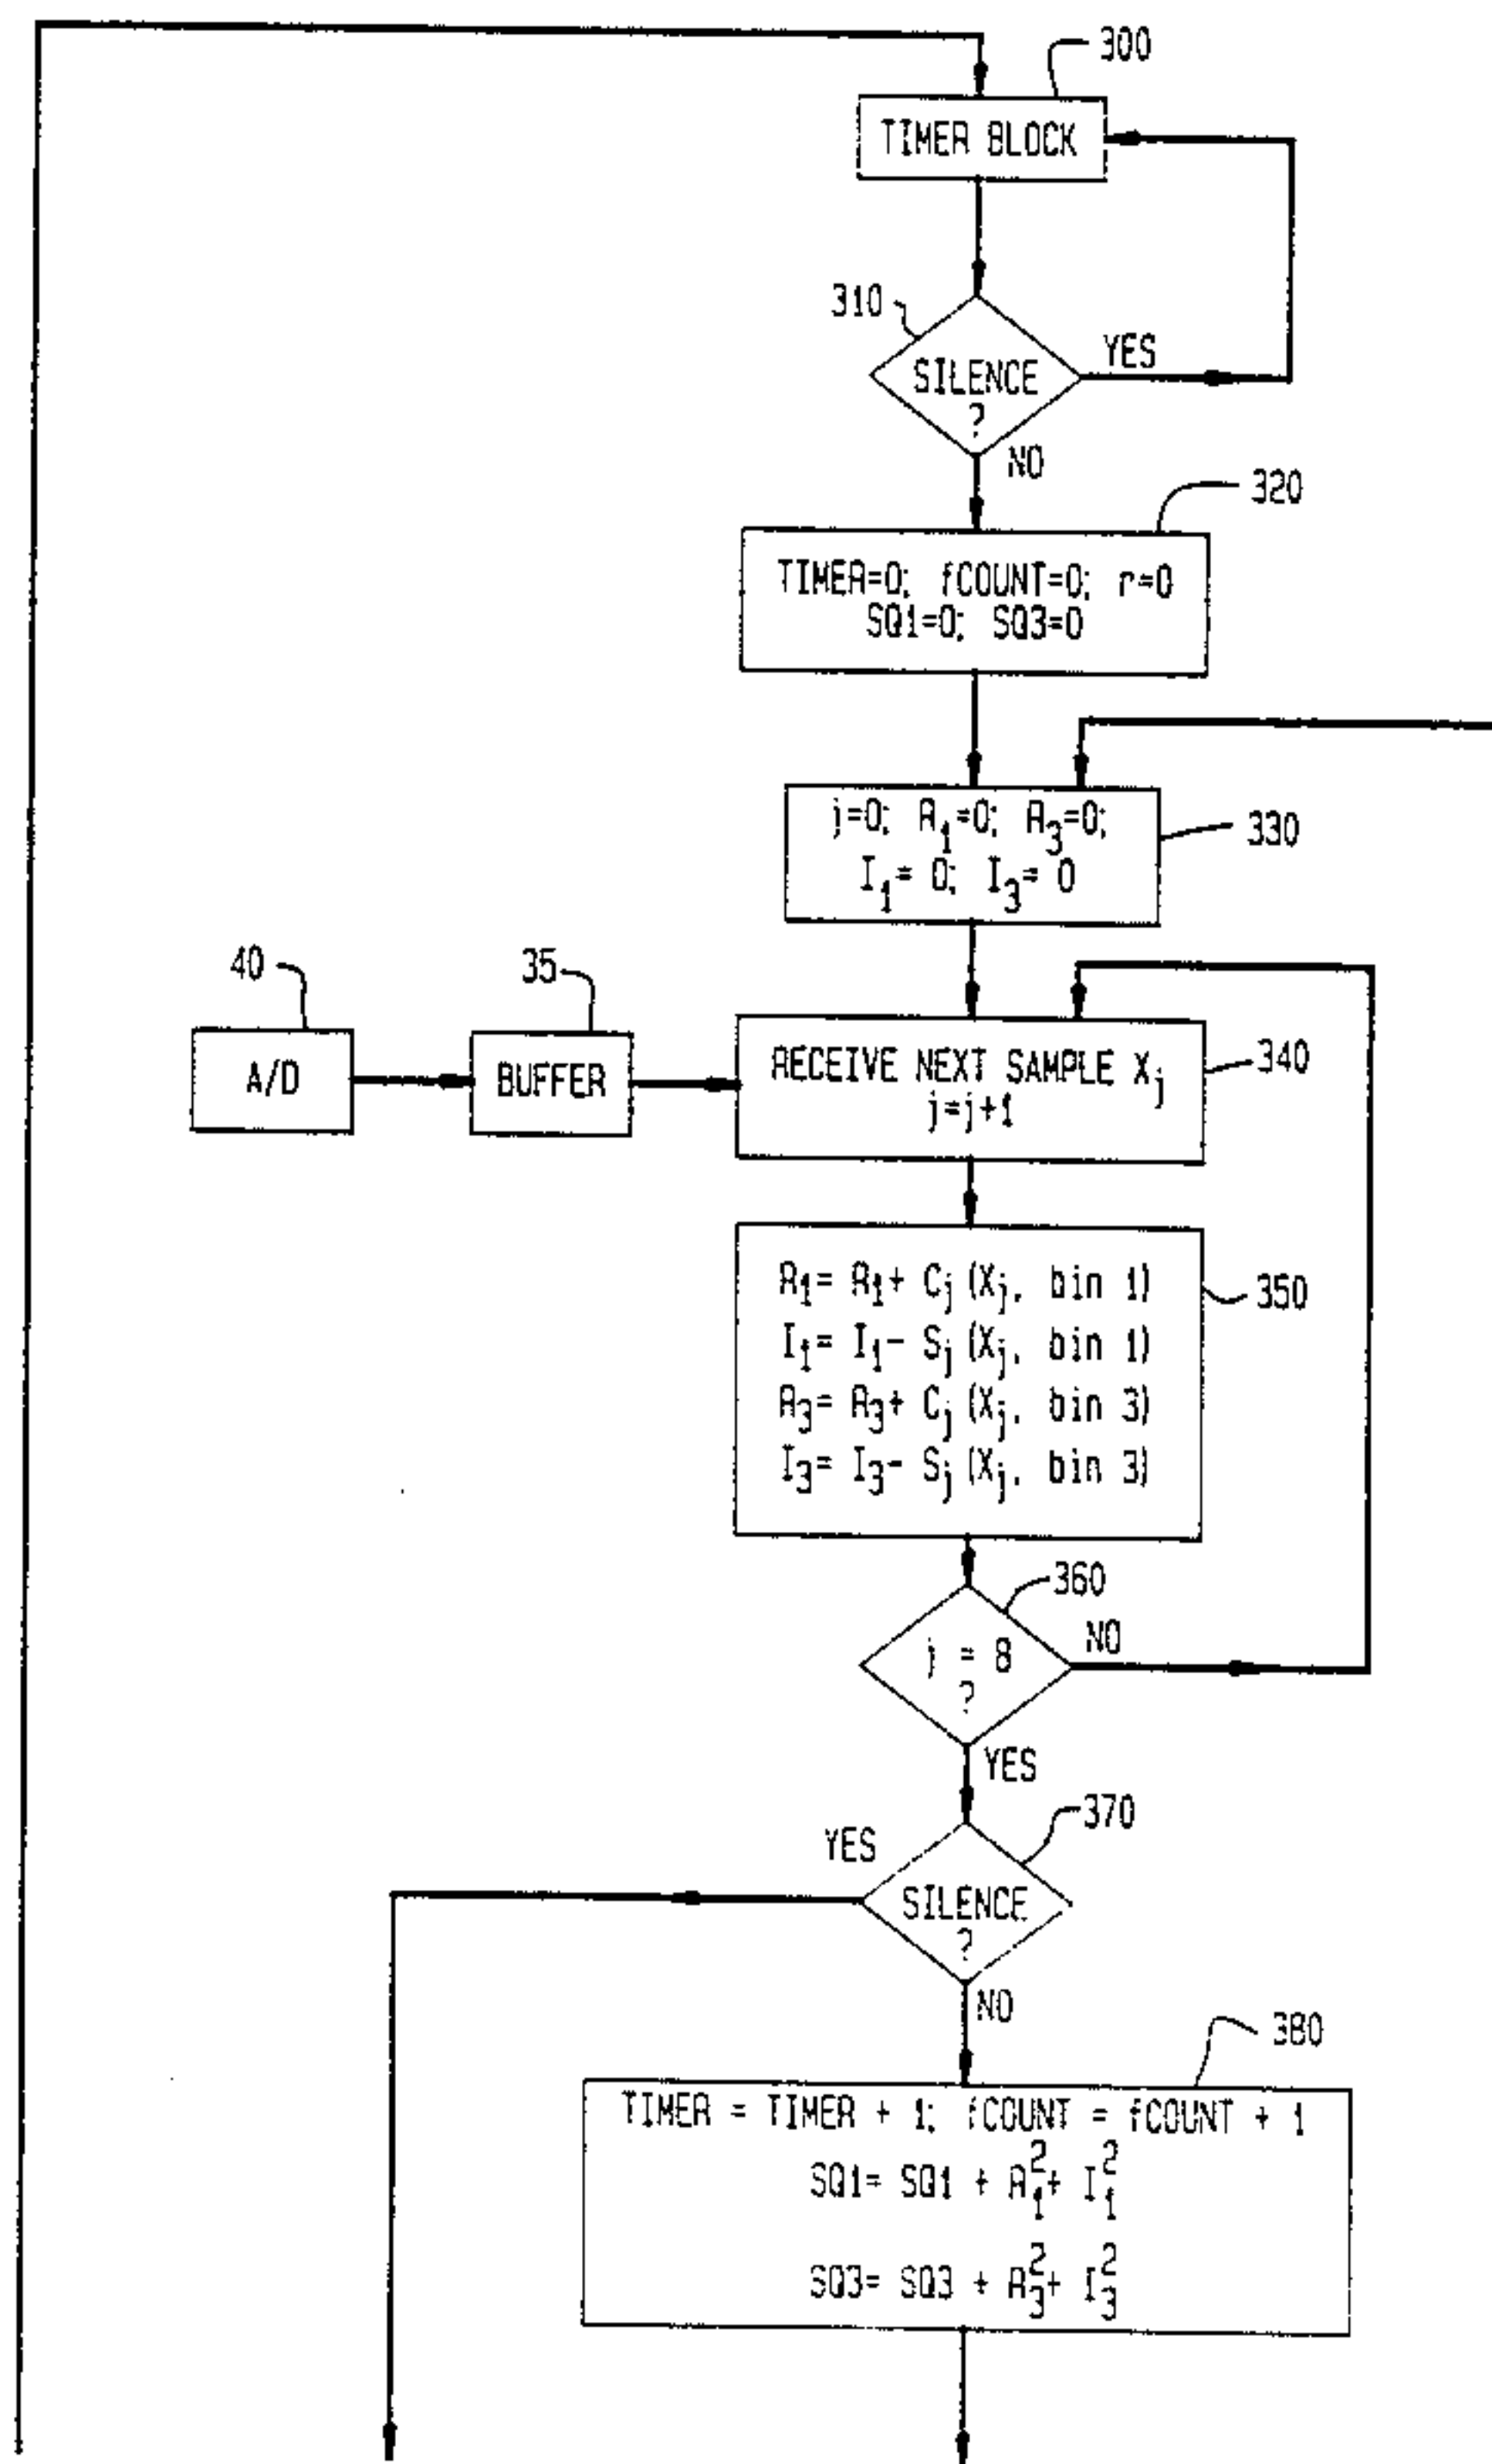 300
TIMER BLOCK
310
SILENCE
?
YES
NO
320
TIMER=0; fCOUNT=0; r=0
SQ1=0; SQ3=0
j=0; R₁=0; R₃=0;
I₁= 0; I₃= 0
330
40
35
A/D
BUFFER
RECEIVE NEXT SAMPLE Xⱼ
j=j+1
340
R₁= R₁+ Cⱼ (Xⱼ, bin 1)
I₁= I₁- Sⱼ (Xⱼ, bin 1)
R₃= R₃+ Cⱼ (Xⱼ, bin 3)
I₃= I₃- Sⱼ (Xⱼ, bin 3)
350
360
j = 8
?
NO
YES
370
YES
SILENCE
?
NO
380
TIMER = TIMER + 1; fCOUNT = fCOUNT + 1
SQ1= SQ1 + R₁²+ I₁²
SQ3= SQ3 + R₃²+ I₃²